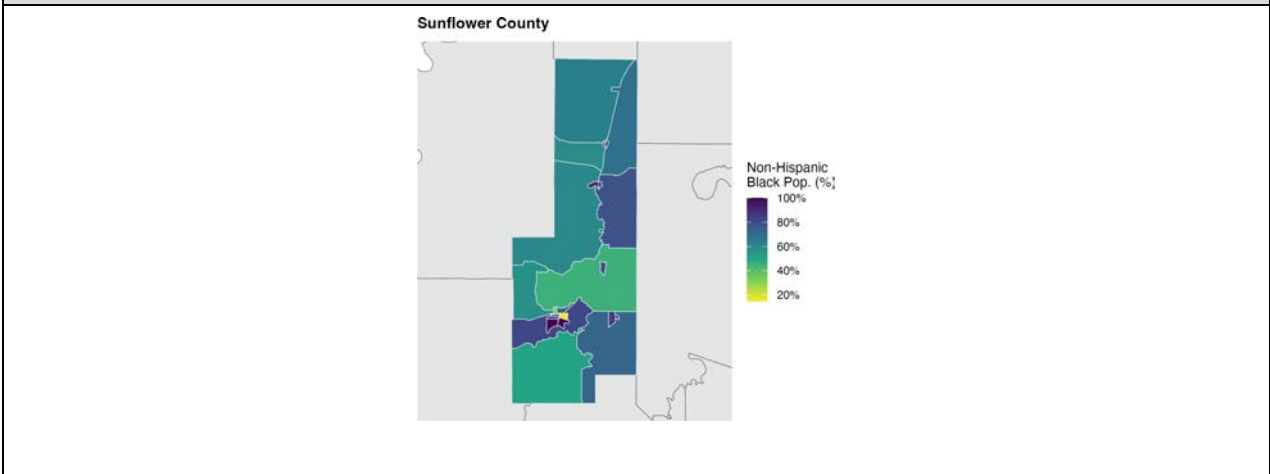 Sunflower County
Non-Hispanic
Black Pop. (%)
100%
80%
60%
40%
20%